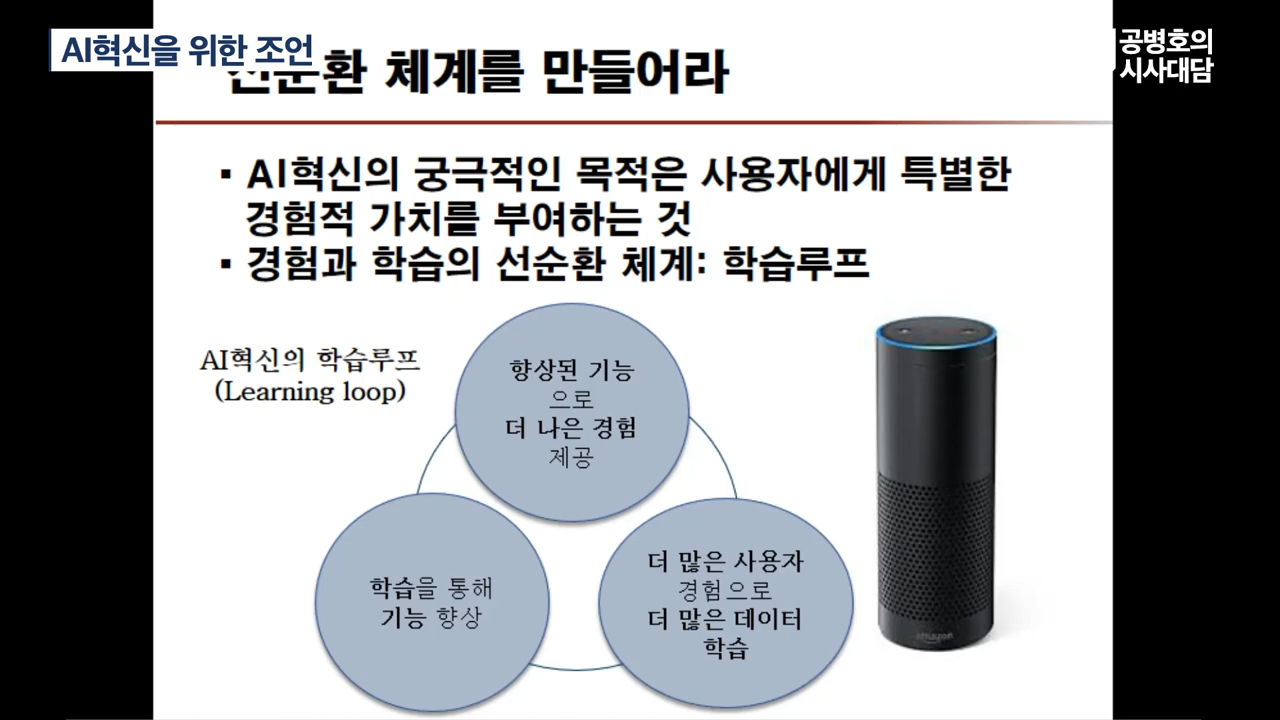 AI혁신을 위한 조언
공병호의
시사대담
체계를 만들어라
▪ AI혁신의 궁극적인 목적은 사용자에게 특별한
경험적 가치를 부여하는 것
▪ 경험과 학습의 선순환 체계: 학습루프
AI혁신의 학습루프
(Learning loop)
향상된 기능
으로
더 나은 경험
제공
학습을 통해
기능 향상
더 많은 사용자
경험으로
더 많은 데이터
학습
amazon